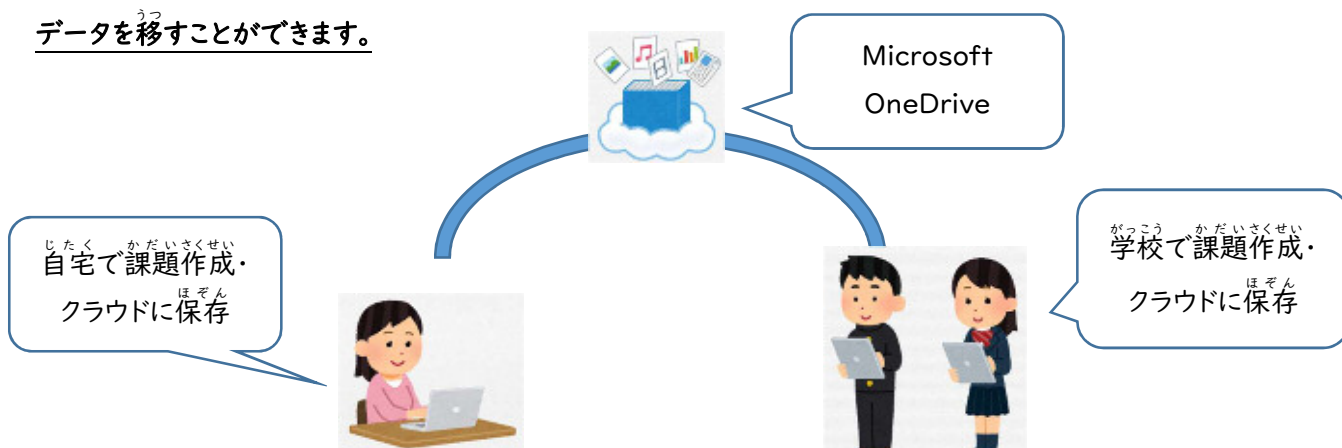 データを移すことができます。
Microsoft
OneDrive
自宅で課題作成・
クラウドに保存
学校で課題作成・
クラウドに保存